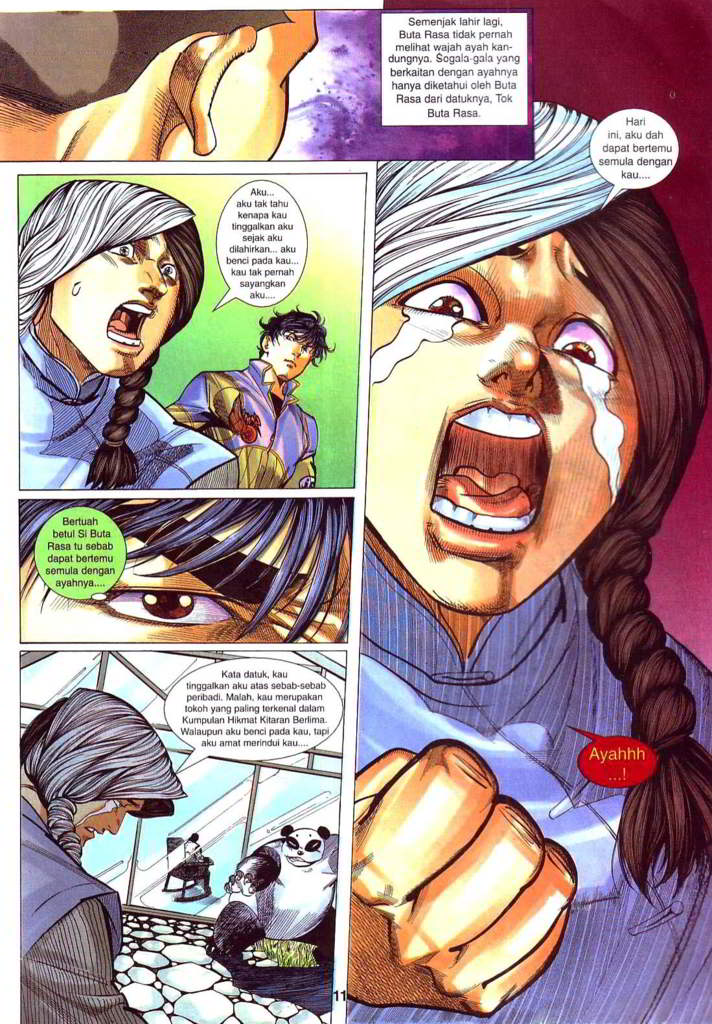 Semenjak lahir lagi,
Buta Rasa tidak pernah
melihat wajah ayah kan-
dungnya. Segala-gala yang
berkaitan dengan ayahnya
hanya diketahui oleh Buta
Rasa dari datuknya, Tok
Buta Rasa.
Hari
ini, aku dah
dapat bertemu
semula dengan
kau....
Aku...
aku tak tahu
kenapa kau
tinggalkan aku
sejak aku
dilahirkan... aku
benci pada kau...
kau tak pernah
sayangkan
aku....
Bertuah
betul Si Buta
Rasa tu sebab
dapat bertemu
semula dengan
ayahnya....
Kata datuk, kau
tinggalkan aku atas sebab-sebab
peribadi. Malah, kau merupakan
tokoh yang paling terkenal dalam
Kumpulan Hikmat Kitaran Berlima.
Walaupun aku benci pada kau, tapi
aku amat merindui kau....
Ayahhh
...!
11